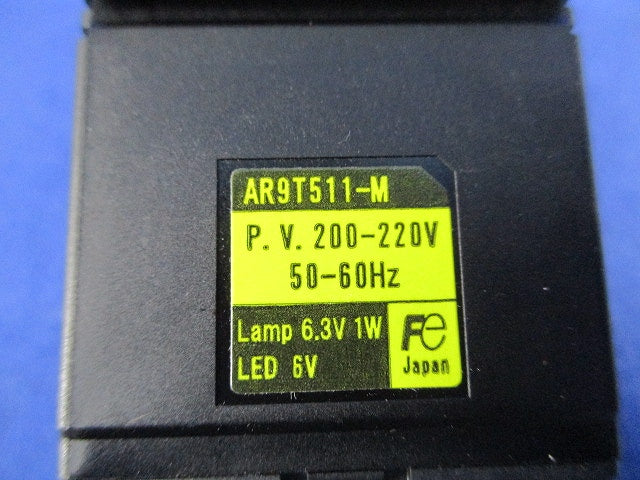 AR9T511-M
P.V. 200-220V
50-60Hz
Lamp 6.3V 1W
LED 6V
Fe
Japan